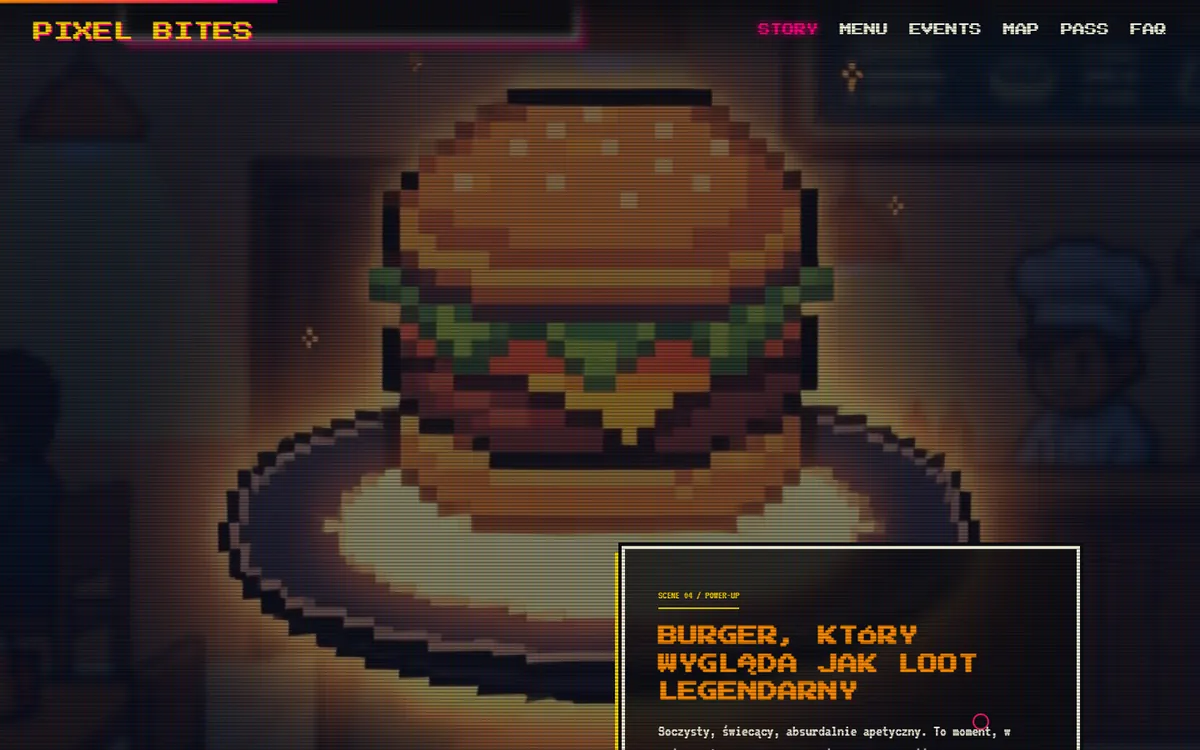 PIXEL BITES
STORY MENU EVENTS MAP PASS FAQ
SCENE 04 / POWER-UP
BURGER, KTóRY
WYGLĄDA JAK LOOT
LEGENDARNY
Soczysty, świecący, absurdalnie apetyczny. To moment, w